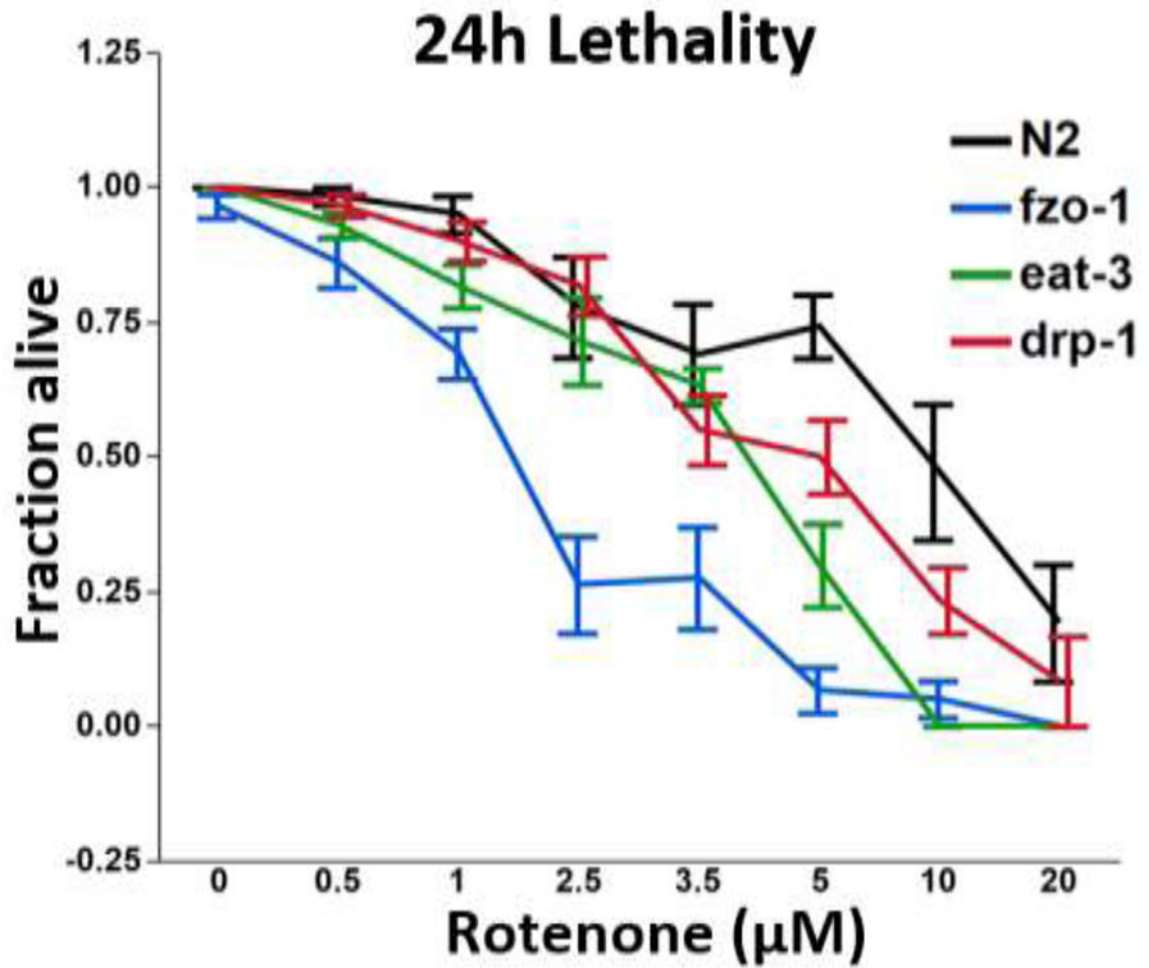 24h Lethality
1.25
1.00
0.75
0.50
0.25
0.00
-0.25
Fraction alive
N2
fzo-1
eat-3
drp-1
0 0.5 1 2.5 3.5 5 10 20
Rotenone (µM)